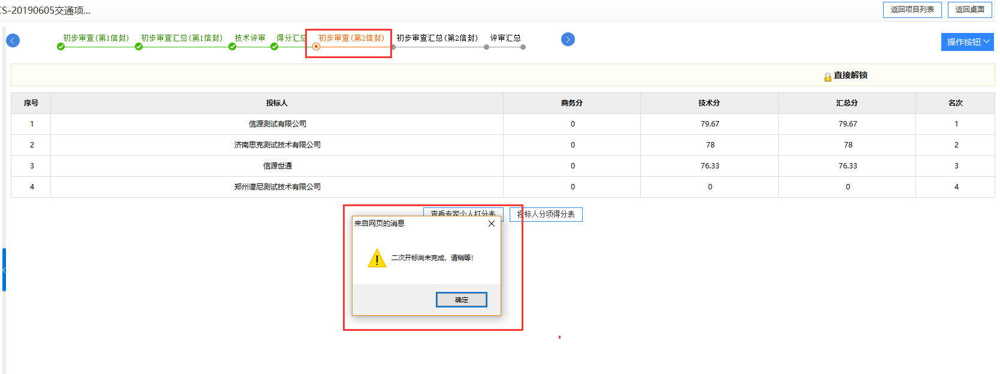 CS-20190605交通项...
返回项目列表 返回桌面
初步审查(第1信封) 初步审查汇总(第1信封) 技术评审 得分汇总 初步审查(第2信封) 初步审查汇总(第2信封) 评审汇总
操作按钮
直接解锁
序号 投标人 商务分 技术分 汇总分 名次
1 信源测试有限公司 0 79.67 79.67 1
2 济南思克测试技术有限公司 0 78 78 2
3 信源世通 0 76.33 76.33 3
4 郑州谱尼测试技术有限公司 0 0 0 4
查看专家个人打分表 投标人分项得分表
来自网页的消息
二次开标尚未完成，请稍等！
确定